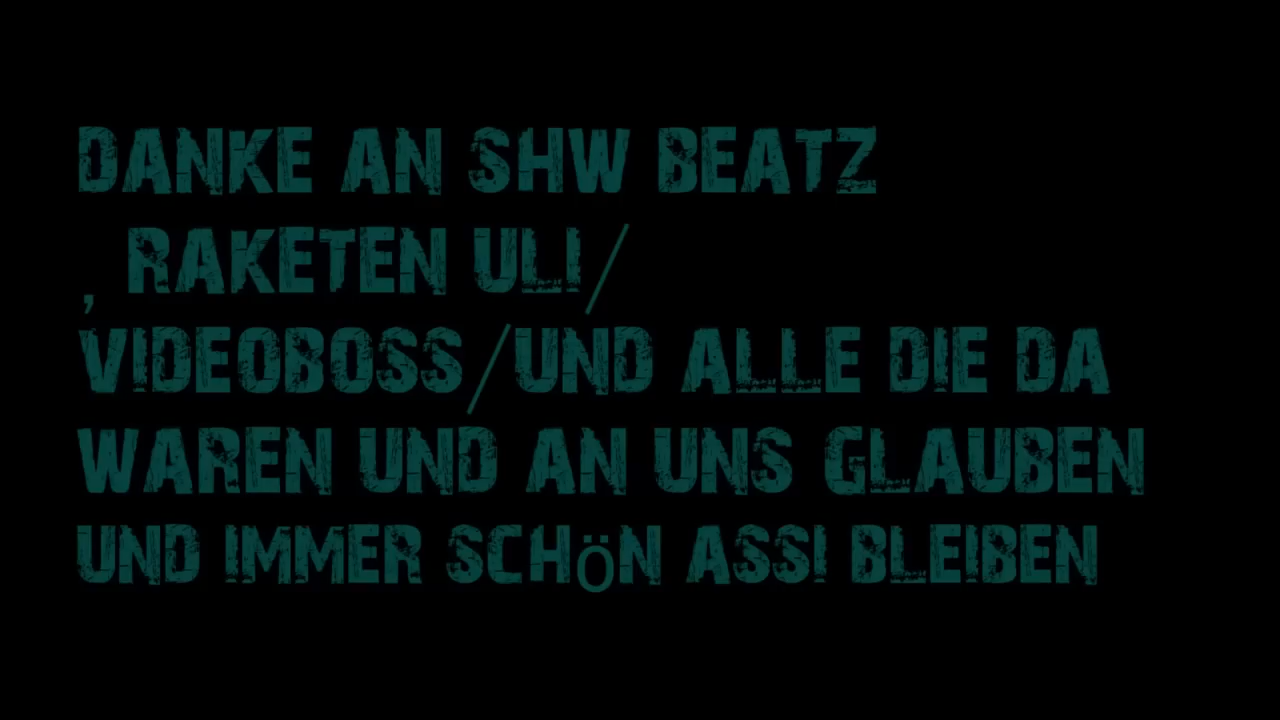 DANKE AN SHW BEATZ
, RAKETEN ULI/
VIDEOBOSS/UND ALLE DIE DA
WAREN UND AN UNS GLAUBEN
UND IMMER SCHöN ASSI BLEIBEN